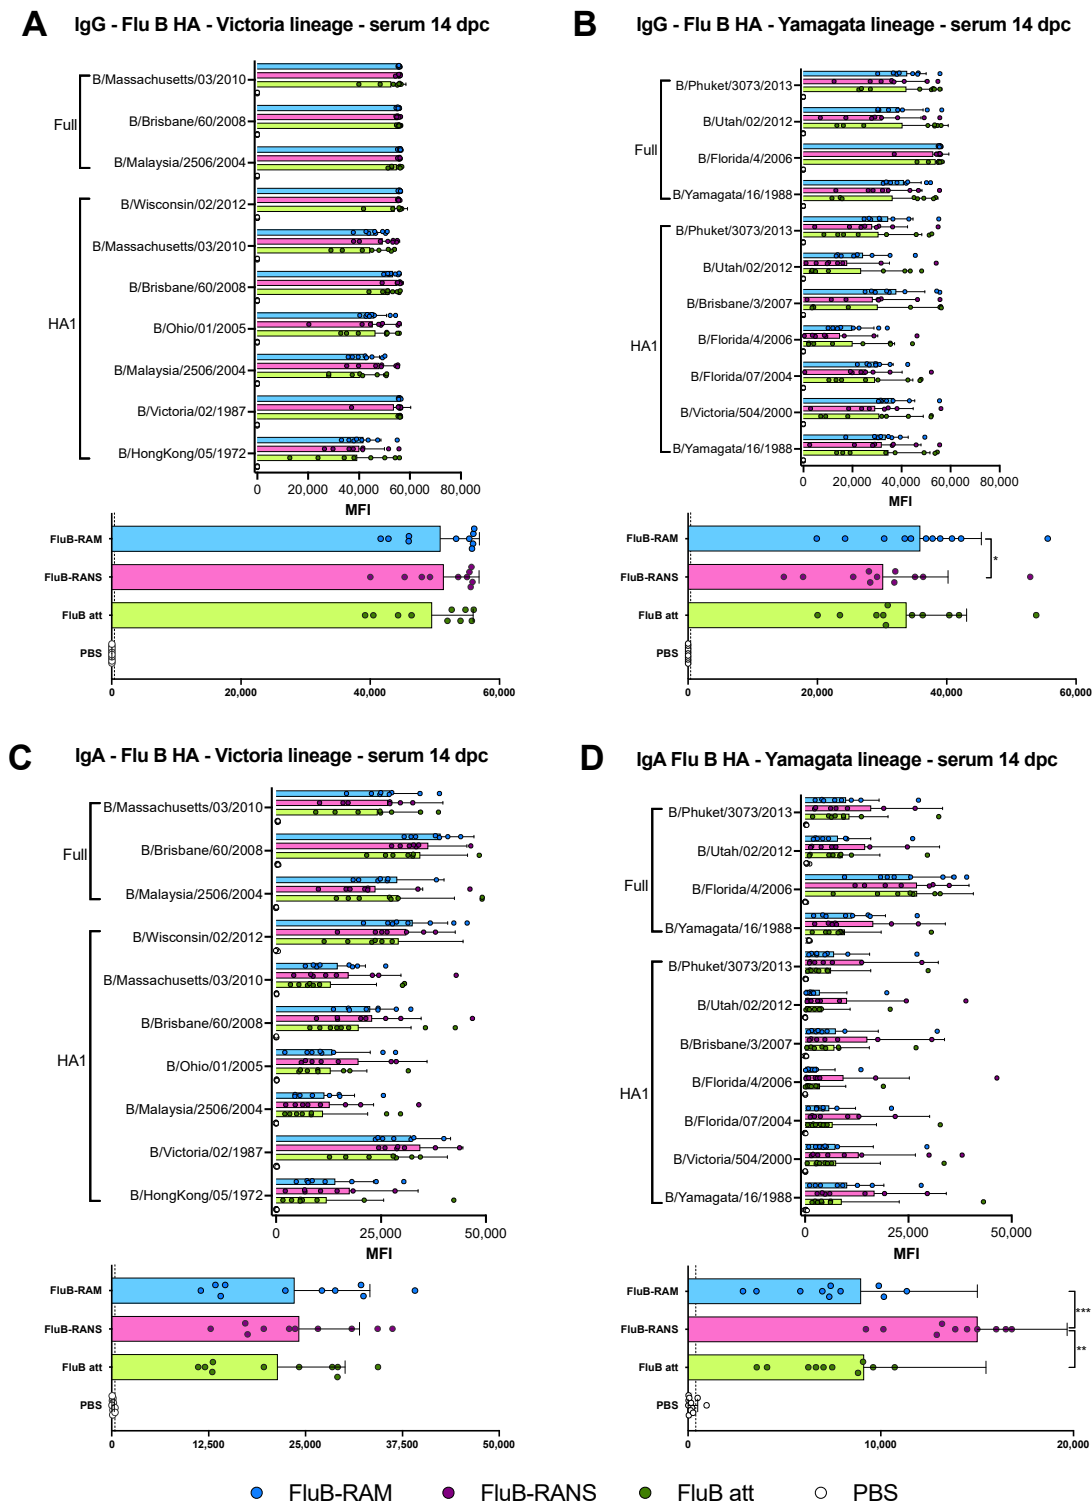 A IgG - Flu B HA - Victoria lineage - serum 14 dpc
Full
B/Massachusetts/03/2010
B/Brisbane/60/2008
B/Malaysia/2506/2004
HA1
B/Wisconsin/02/2012
B/Massachusetts/03/2010
B/Brisbane/60/2008
B/Ohio/01/2005
B/Malaysia/2506/2004
B/Victoria/02/1987
B/HongKong/05/1972
0 20,000 40,000 60,000 80,000
MFI
FluB-RAM
FluB-RANS
FluB att
PBS
0 20,000 40,000 60,000
B IgG - Flu B HA - Yamagata lineage - serum 14 dpc
Full
B/Phuket/3073/2013
B/Utah/02/2012
B/Florida/4/2006
B/Yamagata/16/1988
HA1
B/Phuket/3073/2013
B/Utah/02/2012
B/Brisbane/3/2007
B/Florida/4/2006
B/Florida/07/2004
B/Victoria/504/2000
B/Yamagata/16/1988
0 20,000 40,000 60,000 80,000
MFI
FluB-RAM
*
FluB-RANS
FluB att
PBS
0 20,000 40,000 60,000
C IgA - Flu B HA - Victoria lineage - serum 14 dpc
Full
B/Massachusetts/03/2010
B/Brisbane/60/2008
B/Malaysia/2506/2004
HA1
B/Wisconsin/02/2012
B/Massachusetts/03/2010
B/Brisbane/60/2008
B/Ohio/01/2005
B/Malaysia/2506/2004
B/Victoria/02/1987
B/HongKong/05/1972
0 25,000 50,000
MFI
FluB-RAM
FluB-RANS
FluB att
PBS
0 12,500 25,000 37,500 50,000
D IgA Flu B HA - Yamagata lineage - serum 14 dpc
Full
B/Phuket/3073/2013
B/Utah/02/2012
B/Florida/4/2006
B/Yamagata/16/1988
HA1
B/Phuket/3073/2013
B/Utah/02/2012
B/Brisbane/3/2007
B/Florida/4/2006
B/Florida/07/2004
B/Victoria/504/2000
B/Yamagata/16/1988
0 25,000 50,000
MFI
FluB-RAM
***
FluB-RANS
**
FluB att
PBS
0 10,000 20,000
FluB-RAM FluB-RANS FluB att PBS